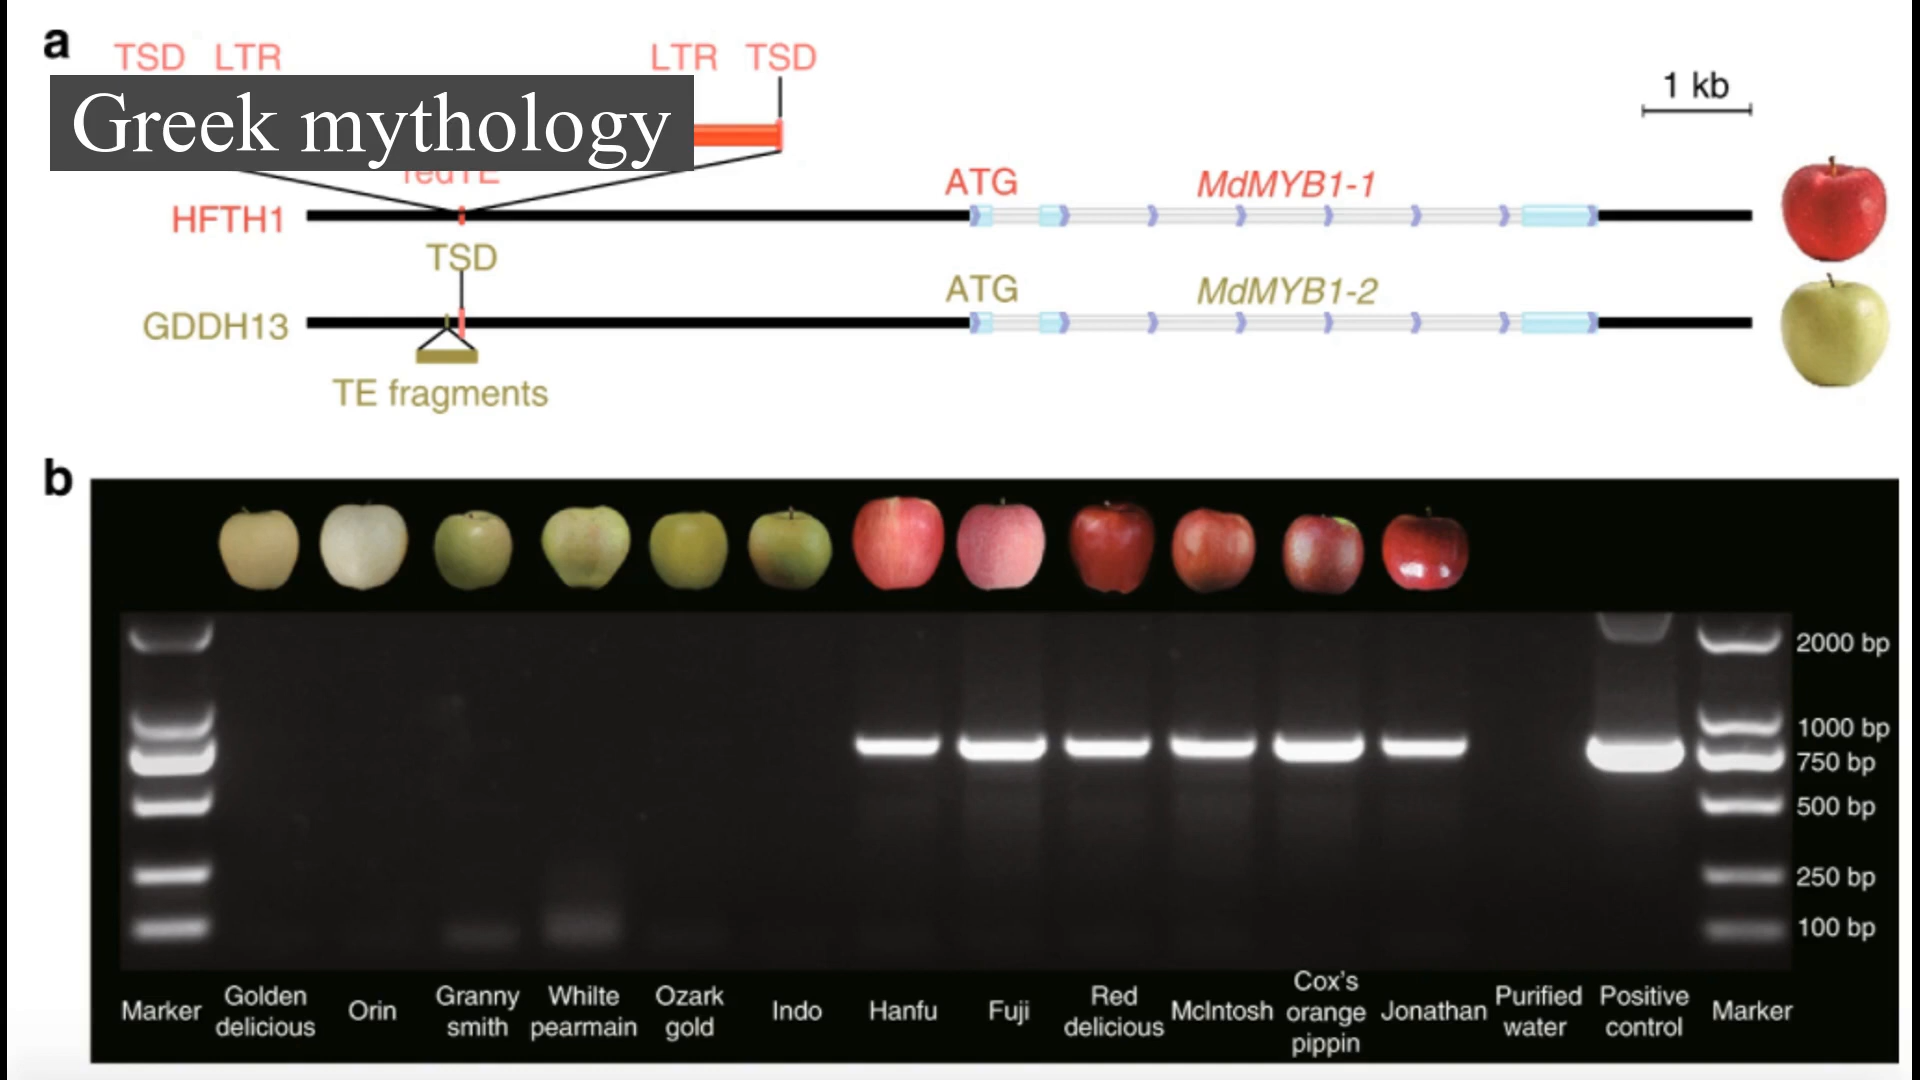 a
TSD LTR LTR TSD
1 kb
Greek mythology
redTE
ATG MdMYB1-1
HFTH1
TSD
ATG MdMYB1-2
GDDH13
TE fragments
b
2000 bp
1000 bp
750 bp
500 bp
250 bp
100 bp
Marker
Golden
delicious
Orin
Granny
smith
Whilte
pearmain
Ozark
gold
Indo
Hanfu
Fuji
Red
delicious
McIntosh
Cox's
orange
pippin
Jonathan
Purified
water
Positive
control
Marker